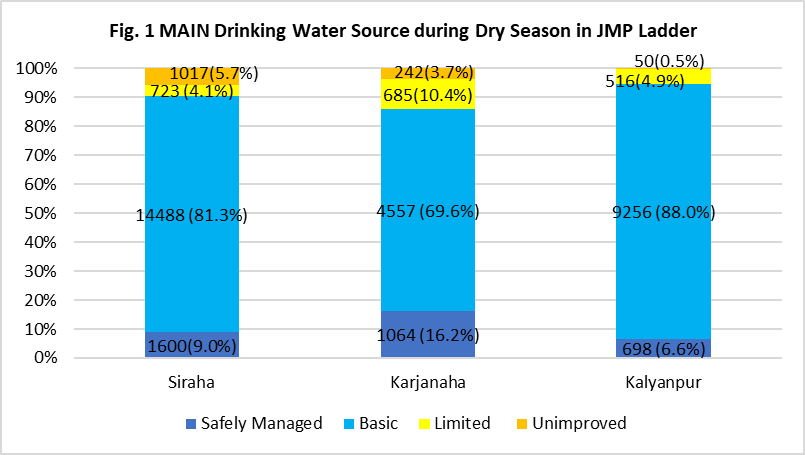 Fig. 1 MAIN Drinking Water Source during Dry Season in JMP Ladder
100%
90%
80%
70%
60%
50%
40%
30%
20%
10%
0%
1017(5.7%)
723 (4.1%)
14488 (81.3%)
1600(9.0%)
242(3.7%)
685(10.4%)
4557 (69.6%)
1064 (16.2%)
50(0.5%)
516(4.9%)
9256 (88.0%)
698 (6.6%)
Siraha
Karjanaha
Kalyanpur
Safely Managed
Basic
Limited
Unimproved